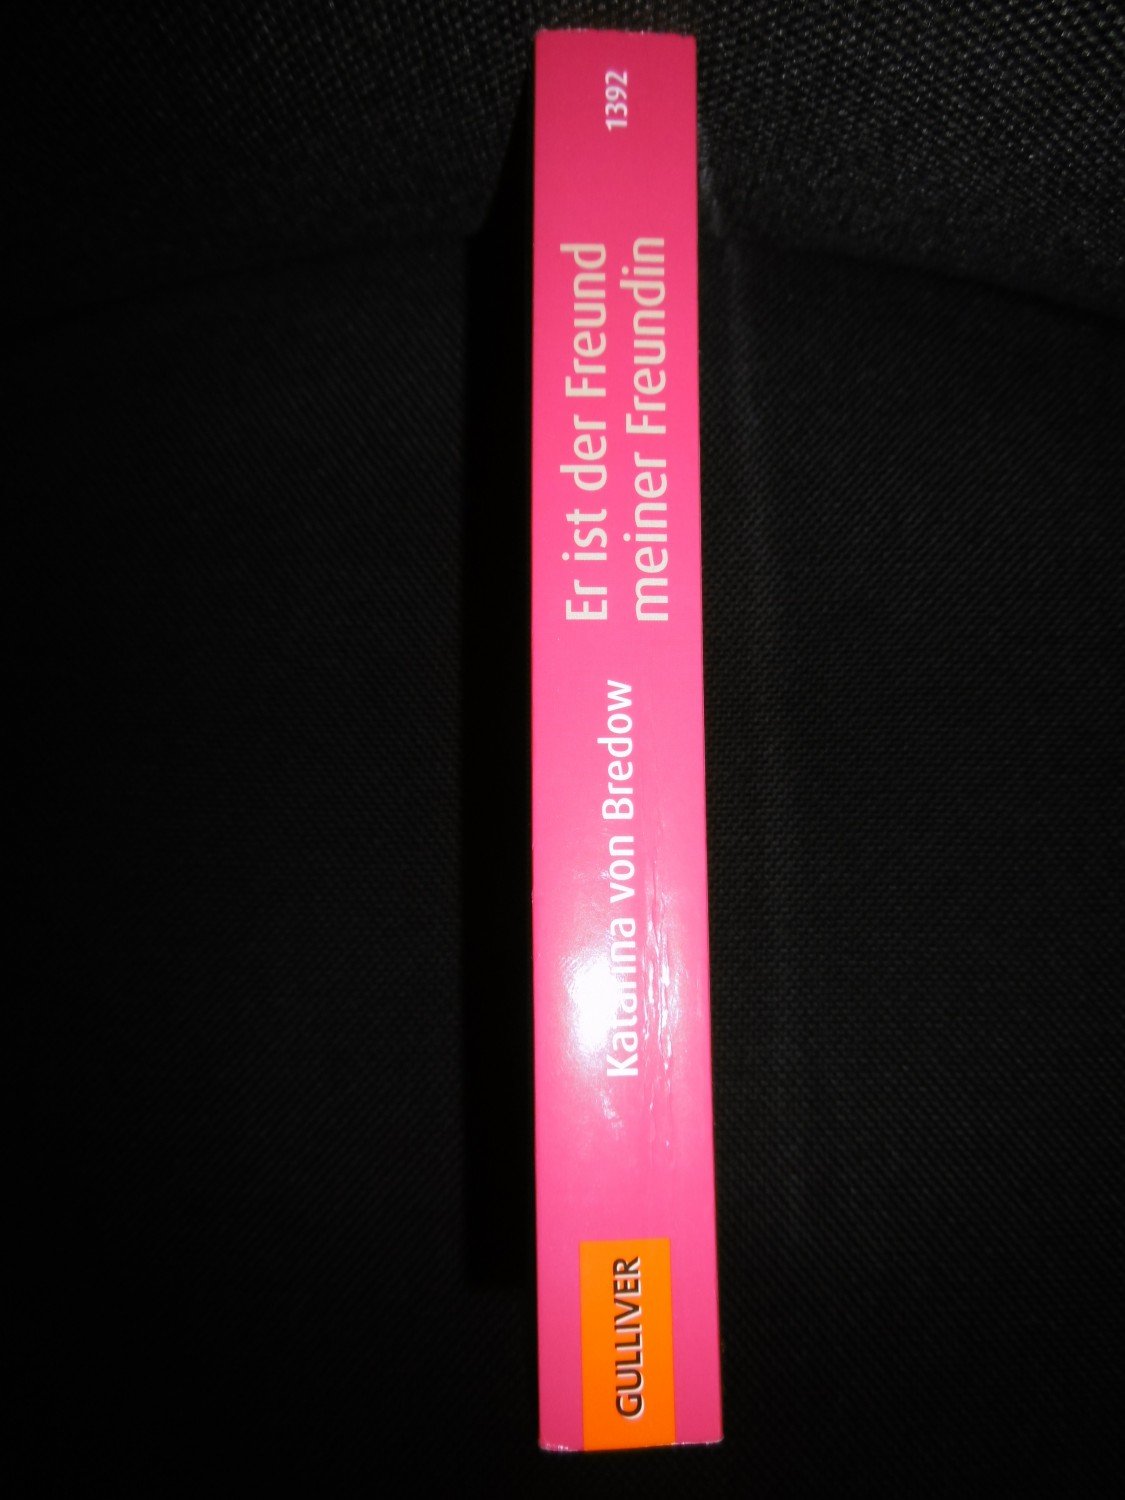 GULLIVER
Katarina von Bredow
Er ist der Freund
meiner Freundin
1392